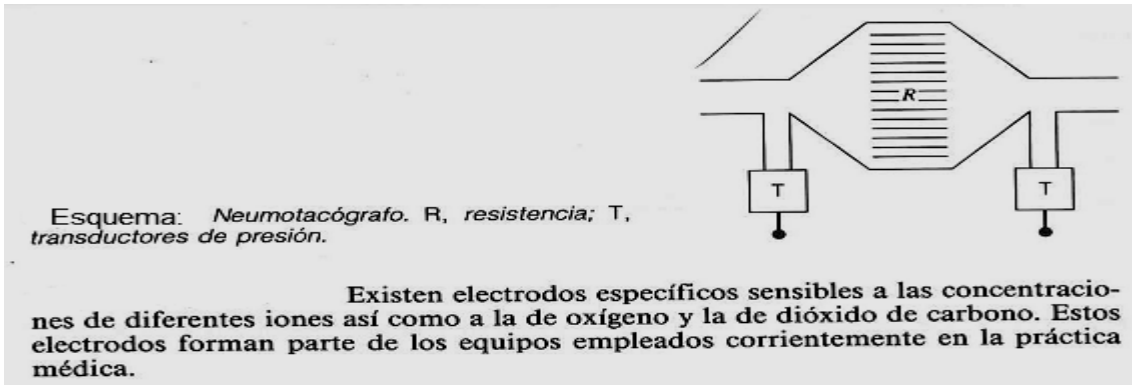 R
T
T
Esquema: Neumotacógrafo. R, resistencia; T,
transductores de presión.
Existen electrodos específicos sensibles a las concentracio-
nes de diferentes iones así como a la de oxígeno y la de dióxido de carbono. Estos
electrodos forman parte de los equipos empleados corrientemente en la práctica
médica.